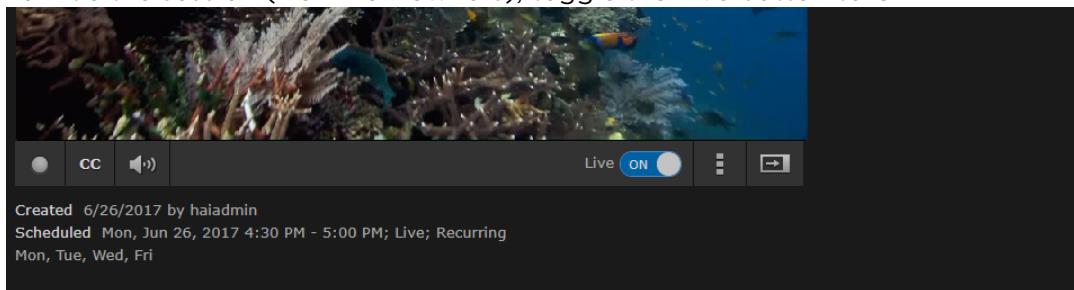 CC Live ON
Created 6/26/2017 by haiadmin
Scheduled Mon, Jun 26, 2017 4:30 PM - 5:00 PM; Live; Recurring
Mon, Tue, Wed, Fri